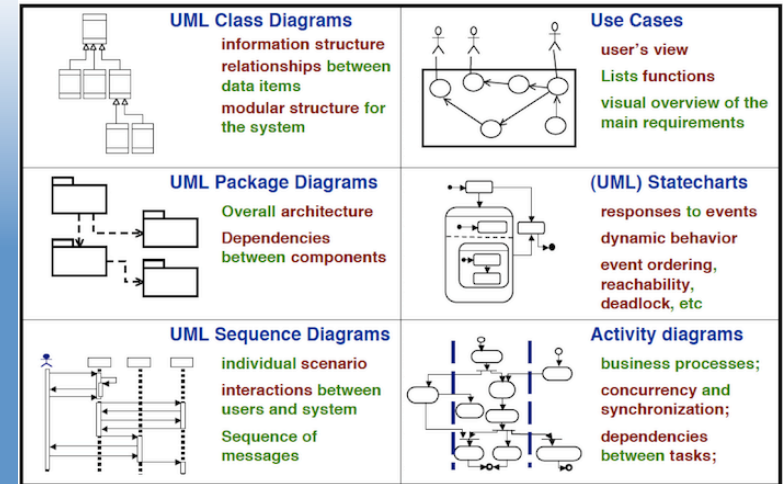 UML Class Diagrams
information structure
relationships between
data items
modular structure for
the system
Use Cases
user's view
Lists functions
visual overview of the
main requirements
UML Package Diagrams
Overall architecture
Dependencies
between components
(UML) Statecharts
responses to events
dynamic behavior
event ordering,
reachability,
deadlock, etc
UML Sequence Diagrams
individual scenario
interactions between
users and system
Sequence of
messages
Activity diagrams
business processes;
concurrency and
synchronization;
dependencies
between tasks;